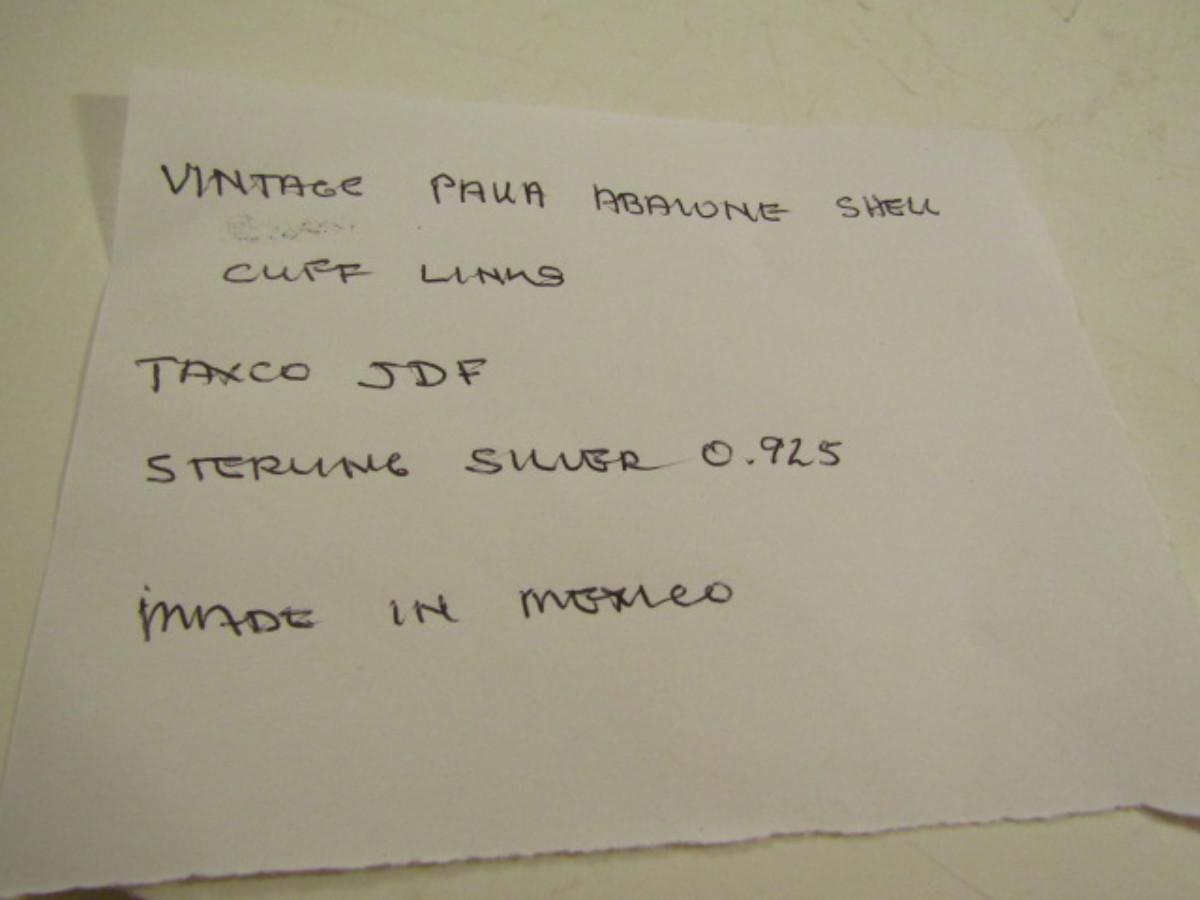 VINTAGE PAUA ABALONE SHELL
CUFF LINKS
TAXCO JDF
STERLING SILVER 0.925
MADE IN MEXICO